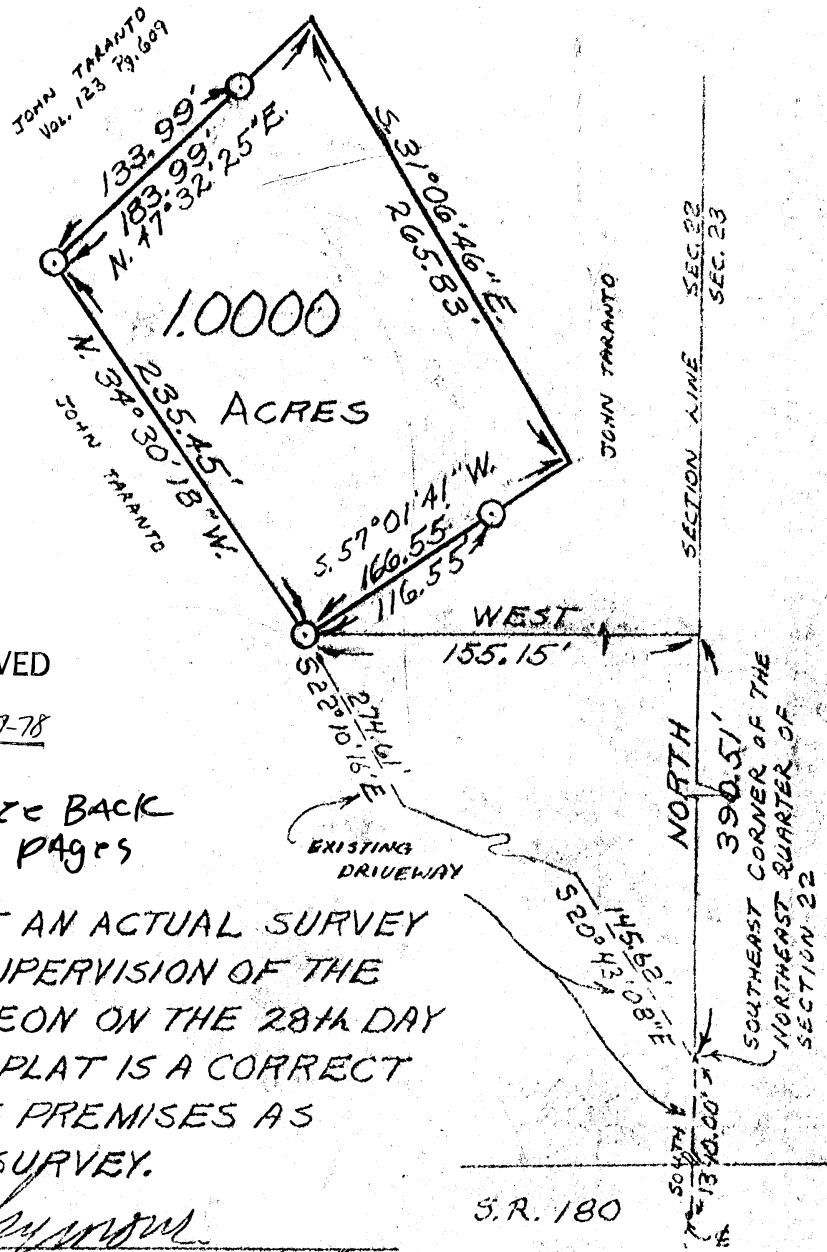 JOHN TARANTO
VOL. 123 Pg. 609
133.99'
183.99'
N. 47°32'25"E.
S. 31°06'46"E.
265.83'
1.0000
ACRES
235.45'
N. 34°30'18"W.
JOHN TARANTO
JOHN TARANTO
SECTION LINE SEC. 22
SEC. 23
S. 57°01'41"W.
166.55'
116.55'
WEST
155.15'
VED
-78
BACK
PAges
274.61'
S 22°10'16"E
EXISTING
DRIVEWAY
NORTH
390.51'
SOUTHEAST CORNER OF THE
NORTHEAST QUARTER OF
SECTION 22
145.62'
S 20°43'08"E
T AN ACTUAL SURVEY
UPERVISION OF THE
EON ON THE 28th DAY
PLAT IS A CORRECT
E PREMISES AS
SURVEY.
SOUTH
1340.00'
S.R. 180